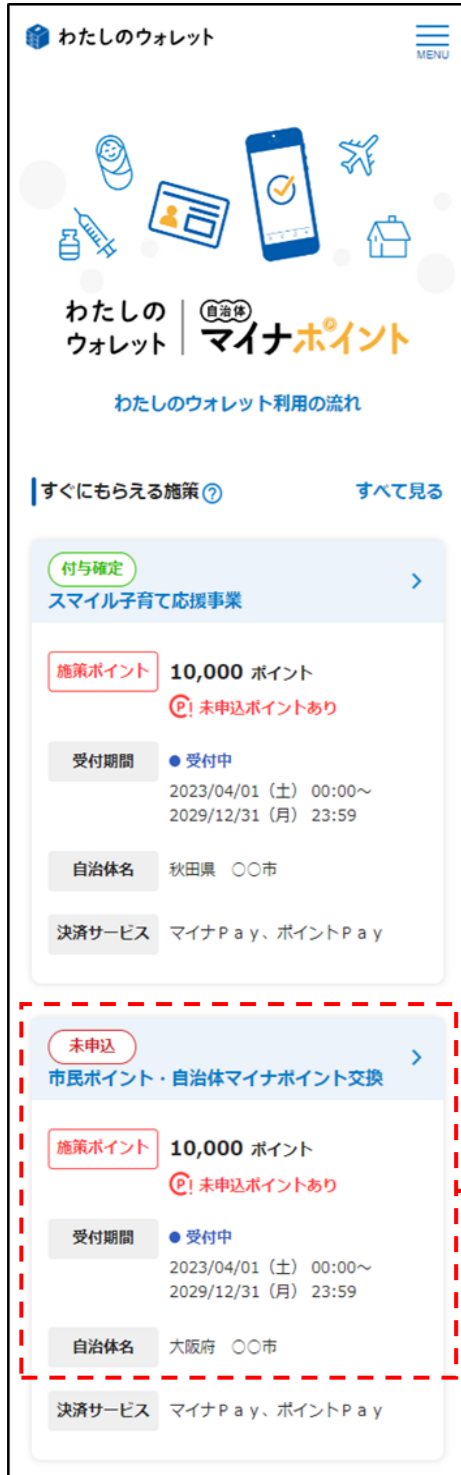 わたしのウォレット
MENU
わたしの
ウォレット
自治体
マイナポイント
わたしのウォレット利用の流れ
すぐにもらえる施策?
すべて見る
付与確定
スマイル子育て応援事業
施策ポイント 10,000 ポイント
P! 未申込ポイントあり
受付期間 ●受付中
2023/04/01（土） 00:00～
2029/12/31（月） 23:59
自治体名 秋田県　○○市
決済サービス マイナＰａｙ、ポイントＰａｙ
未申込
市民ポイント・自治体マイナポイント交換
施策ポイント 10,000 ポイント
P! 未申込ポイントあり
受付期間 ●受付中
2023/04/01（土） 00:00～
2029/12/31（月） 23:59
自治体名 大阪府　○○市
決済サービス マイナＰａｙ、ポイントＰａｙ